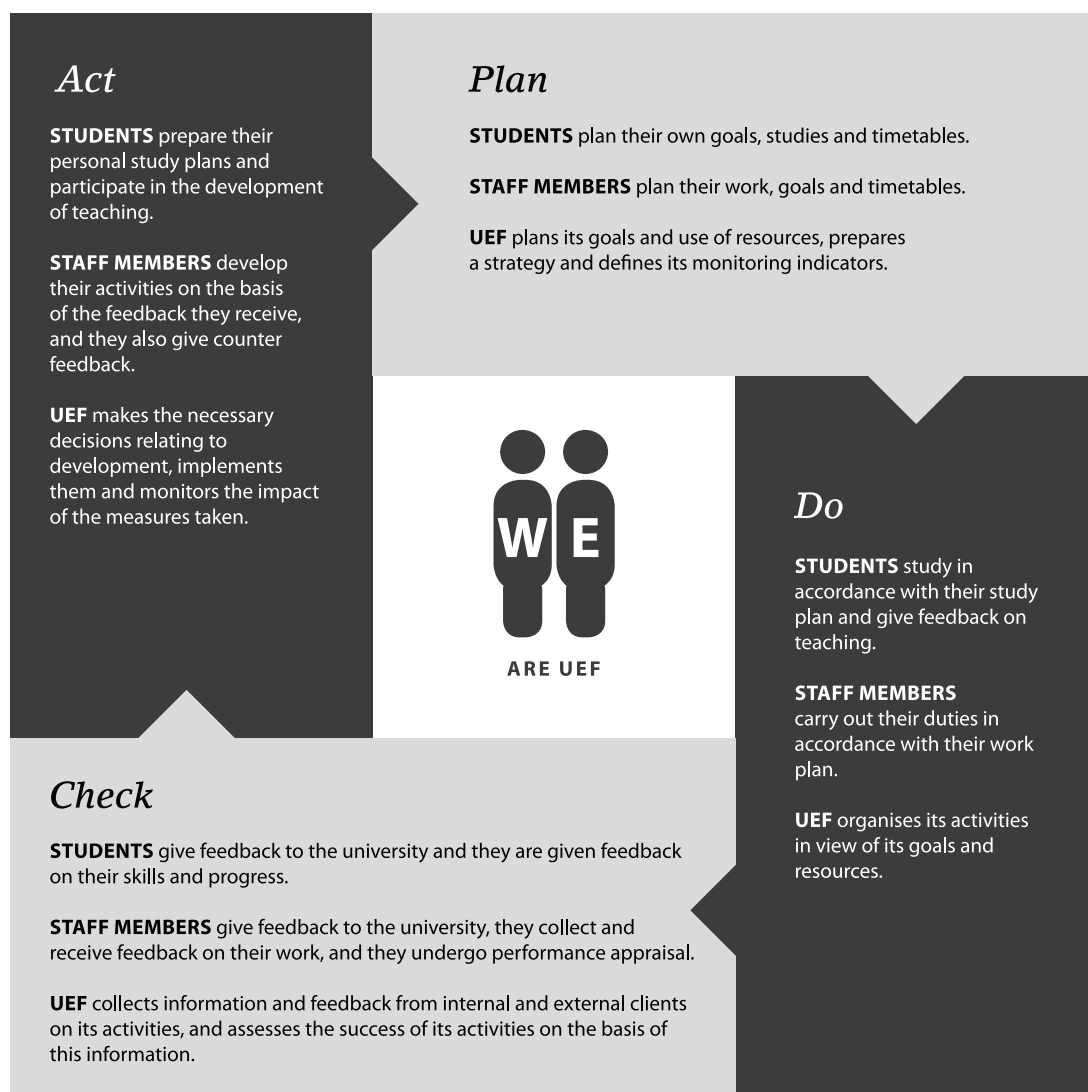 Act
STUDENTS prepare their
personal study plans and
participate in the development
of teaching.
STAFF MEMBERS develop
their activities on the basis
of the feedback they receive,
and they also give counter
feedback.
UEF makes the necessary
decisions relating to
development, implements
them and monitors the impact
of the measures taken.
Plan
STUDENTS plan their own goals, studies and timetables.
STAFF MEMBERS plan their work, goals and timetables.
UEF plans its goals and use of resources, prepares
a strategy and defines its monitoring indicators.
WE
ARE UEF
Do
STUDENTS study in
accordance with their study
plan and give feedback on
teaching.
STAFF MEMBERS
carry out their duties in
accordance with their work
plan.
UEF organises its activities
in view of its goals and
resources.
Check
STUDENTS give feedback to the university and they are given feedback
on their skills and progress.
STAFF MEMBERS give feedback to the university, they collect and
receive feedback on their work, and they undergo performance appraisal.
UEF collects information and feedback from internal and external clients
on its activities, and assesses the success of its activities on the basis of
this information.